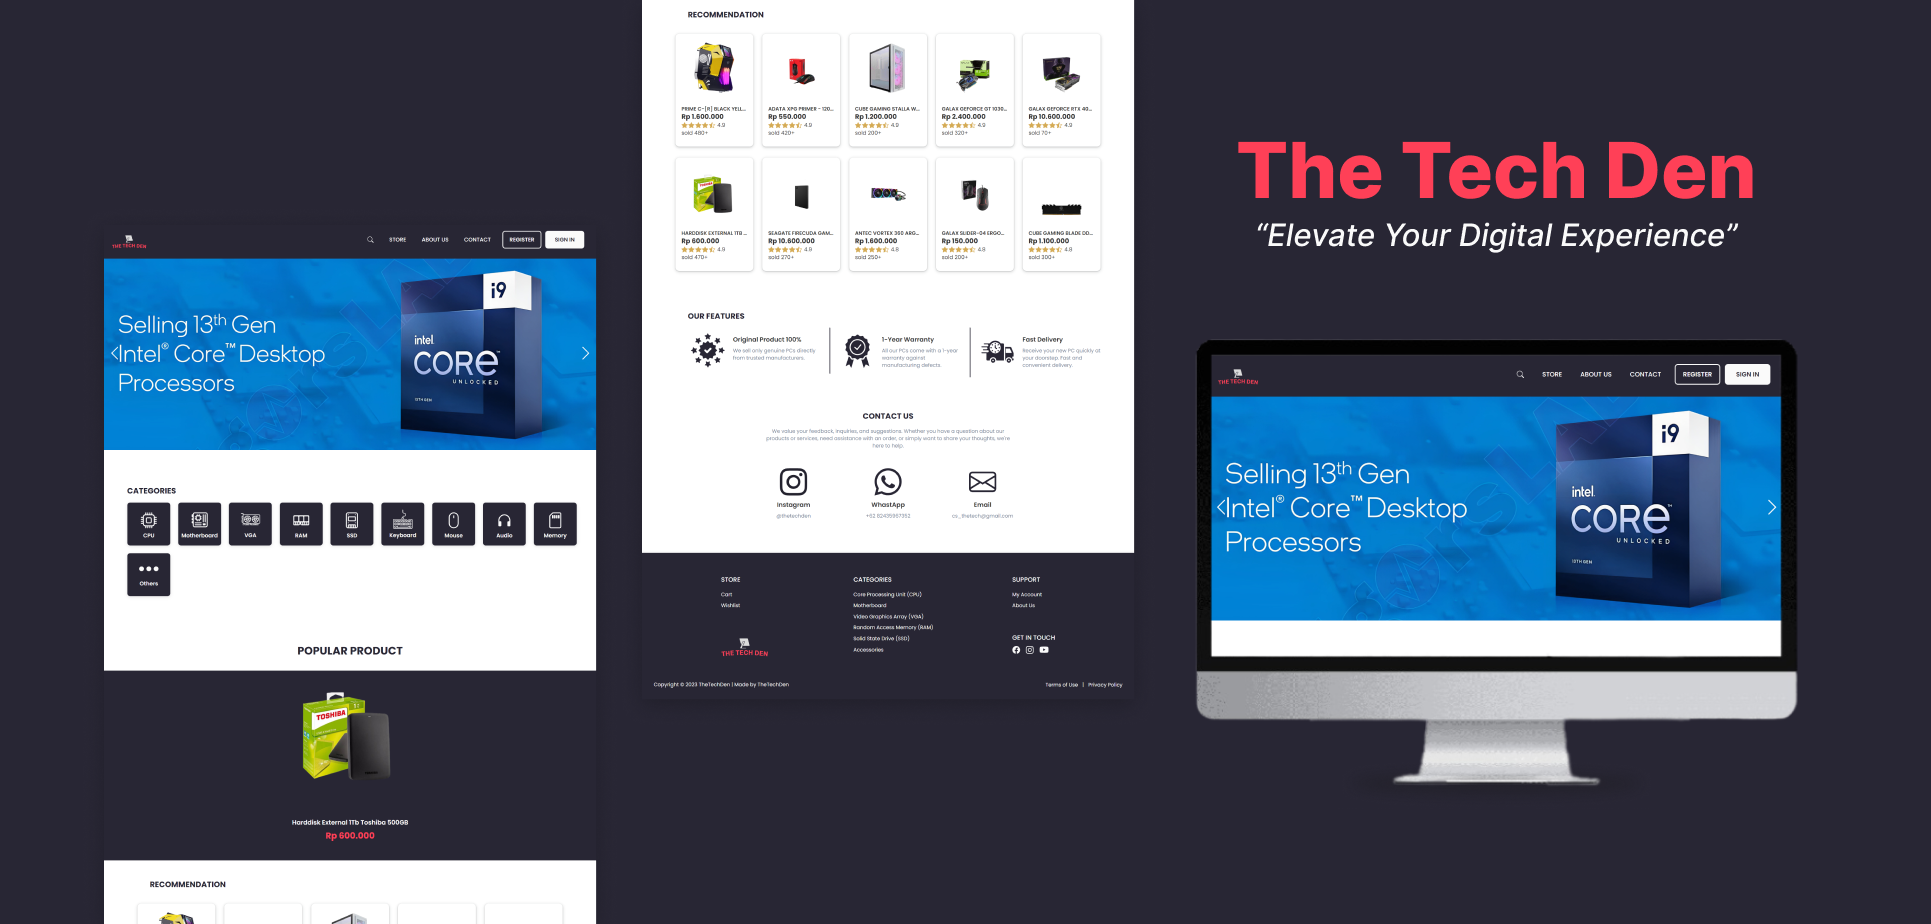 THE TECH DEN
STORE
ABOUT US
CONTACT
REGISTER
SIGN IN
Selling 13th Gen
Intel® Core™ Desktop
Processors
i9
intel.
CORE™
UNLOCKED
13TH GEN
CATEGORIES
CPU
Motherboard
VGA
RAM
SSD
Keyboard
Mouse
Audio
Memory
Others
POPULAR PRODUCT
TOSHIBA
Harddisk External 1Tb Toshiba 500GB
Rp 600.000
RECOMMENDATION
RECOMMENDATION
PRIME C-[R] BLACK YELL...
Rp 1.600.000
4.9
sold 480+
ADATA XPG PRIMER - 120...
Rp 550.000
4.9
sold 420+
CUBE GAMING STALLA W...
Rp 1.200.000
4.9
sold 200+
GALAX GEFORCE GT 1030...
Rp 2.400.000
4.9
sold 320+
GALAX GEFORCE RTX 40...
Rp 10.600.000
4.9
sold 70+
TOSHIBA
HARDDISK EXTERNAL 1TB ...
Rp 600.000
4.9
sold 470+
SEAGATE FIRECUDA GAM...
Rp 10.600.000
4.9
sold 270+
ANTEC VORTEX 360 ARG...
Rp 1.600.000
4.8
sold 250+
GALAX SLIDER-04 ERGO...
Rp 150.000
4.8
sold 200+
CUBE GAMING BLADE DD...
Rp 1.100.000
4.9
sold 300+
OUR FEATURES
Original Product 100%
We sell only genuine PCs directly
from trusted manufacturers.
1-Year Warranty
All our PCs come with a 1-year
warranty against
manufacturing defects.
Fast Delivery
Receive your new PC quickly at
your doorstep. Fast and
convenient delivery.
CONTACT US
We value your feedback, inquiries, and suggestions. Whether you have a question about our
products or services, need assistance with an order, or simply want to share your thoughts, we're
here to help.
Instagram
@thetechden
WhastApp
Email
cs_thetech@gmail.com
STORE
Cart
Wishlist
THE TECH DEN
CATEGORIES
Core Processing Unit (CPU)
Motherboard
Video Graphics Array (VGA)
Random Access Memory (RAM)
Solid State Drive (SSD)
Accessories
SUPPORT
My Account
About Us
GET IN TOUCH
Copyright © 2023 TheTechDen | Made by TheTechDen
Terms of Use | Privacy Policy
The Tech Den
“Elevate Your Digital Experience”
THE TECH DEN
STORE
ABOUT US
CONTACT
REGISTER
SIGN IN
Selling 13th Gen
Intel® Core™ Desktop
Processors
i9
intel.
CORE™
UNLOCKED
13TH GEN